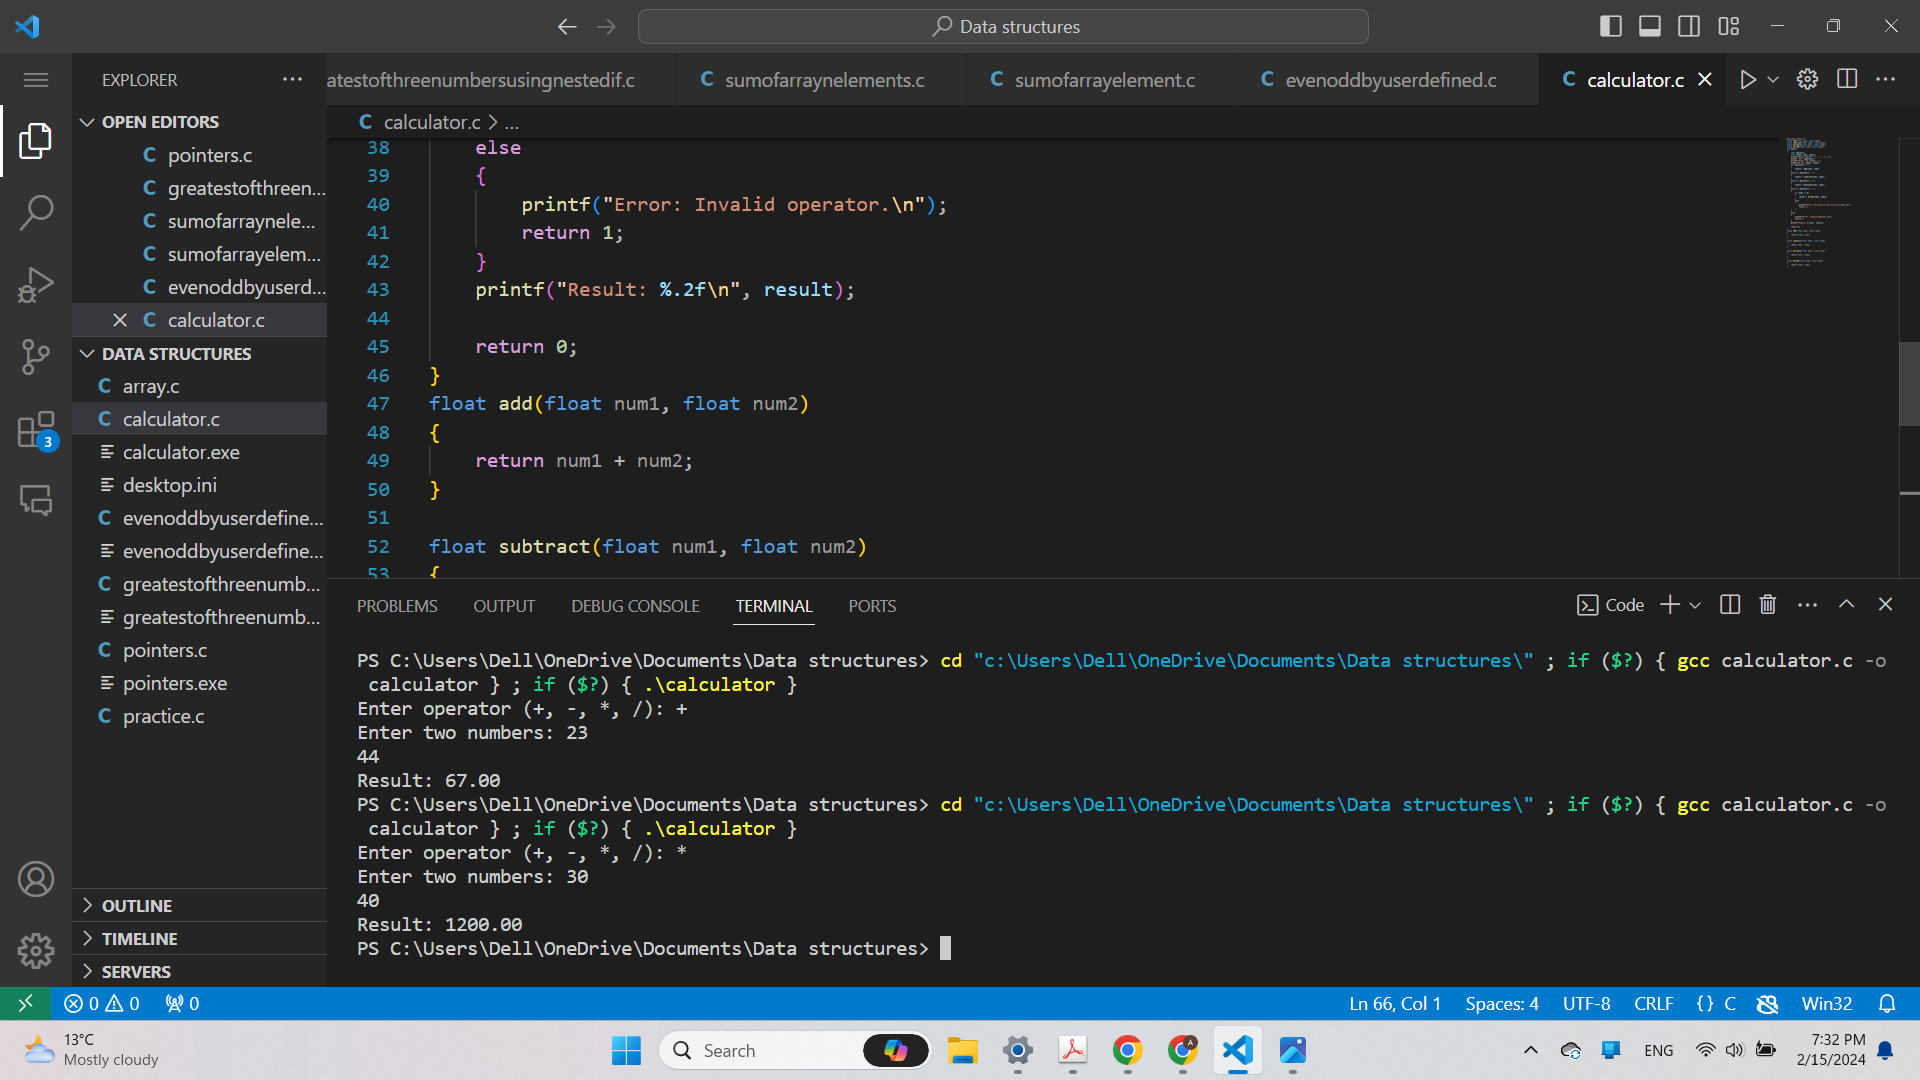 Data structures
EXPLORER
atestofthreenumbersusingnestedif.c
C sumofarraynelements.c
C sumofarrayelement.c
C evenoddbyuserdefined.c
C calculator.c
OPEN EDITORS
C pointers.c
C greatestofthreen...
C sumofarraynele...
C sumofarrayelem...
C evenoddbyuserd...
C calculator.c
DATA STRUCTURES
C array.c
C calculator.c
calculator.exe
desktop.ini
C evenoddbyuserdefine...
evenoddbyuserdefine...
C greatestofthreenumb...
greatestofthreenumb...
C pointers.c
pointers.exe
C practice.c
OUTLINE
TIMELINE
SERVERS
3
C calculator.c > ...
38 else
39 {
40 printf("Error: Invalid operator.\n");
41 return 1;
42 }
43 printf("Result: %.2f\n", result);
44
45 return 0;
46 }
47 float add(float num1, float num2)
48 {
49 return num1 + num2;
50 }
51
52 float subtract(float num1, float num2)
53 {
PROBLEMS OUTPUT DEBUG CONSOLE TERMINAL PORTS
Code
PS C:\Users\Dell\OneDrive\Documents\Data structures> cd "c:\Users\Dell\OneDrive\Documents\Data structures\" ; if ($?) { gcc calculator.c -o
calculator } ; if ($?) { .\calculator }
Enter operator (+, -, *, /): +
Enter two numbers: 23
44
Result: 67.00
PS C:\Users\Dell\OneDrive\Documents\Data structures> cd "c:\Users\Dell\OneDrive\Documents\Data structures\" ; if ($?) { gcc calculator.c -o
calculator } ; if ($?) { .\calculator }
Enter operator (+, -, *, /): *
Enter two numbers: 30
40
Result: 1200.00
PS C:\Users\Dell\OneDrive\Documents\Data structures>
0 0 0
Ln 66, Col 1 Spaces: 4 UTF-8 CRLF {} C Win32
13°C
Mostly cloudy
Search
A
ENG
7:32 PM
2/15/2024